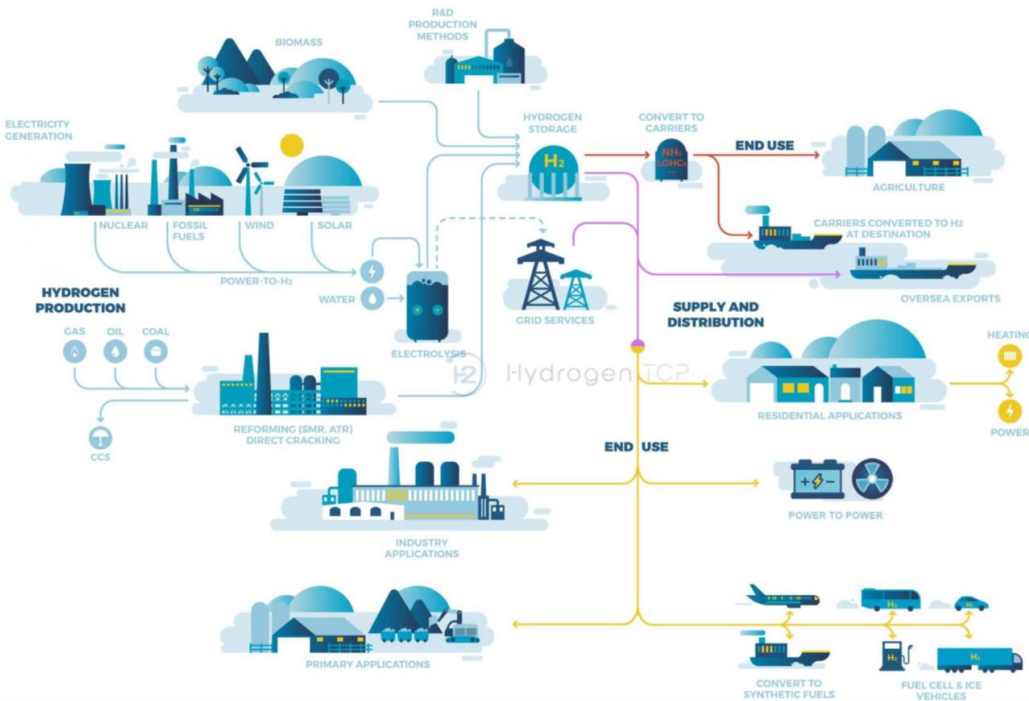 R&D
PRODUCTION
METHODS
BIOMASS
ELECTRICITY
GENERATION
HYDROGEN
STORAGE
CONVERT TO
CARRIERS
H₂
NH₃
LOHCs
END USE
AGRICULTURE
NUCLEAR
FOSSIL
FUELS
WIND
SOLAR
CARRIERS CONVERTED TO H₂
AT DESTINATION
POWER-TO-H₂
WATER
OVERSEA EXPORTS
HYDROGEN
PRODUCTION
GRID SERVICES
SUPPLY AND
DISTRIBUTION
GAS
OIL
COAL
ELECTROLYSIS
HEATING
H2 Hydrogen TCP
RESIDENTIAL APPLICATIONS
POWER
REFORMING (SMR, ATR)
DIRECT CRACKING
CCS
END USE
POWER TO POWER
INDUSTRY
APPLICATIONS
H₂
H₂
H₂
H₂
PRIMARY APPLICATIONS
CONVERT TO
SYNTHETIC FUELS
FUEL CELL & ICE
VEHICLES